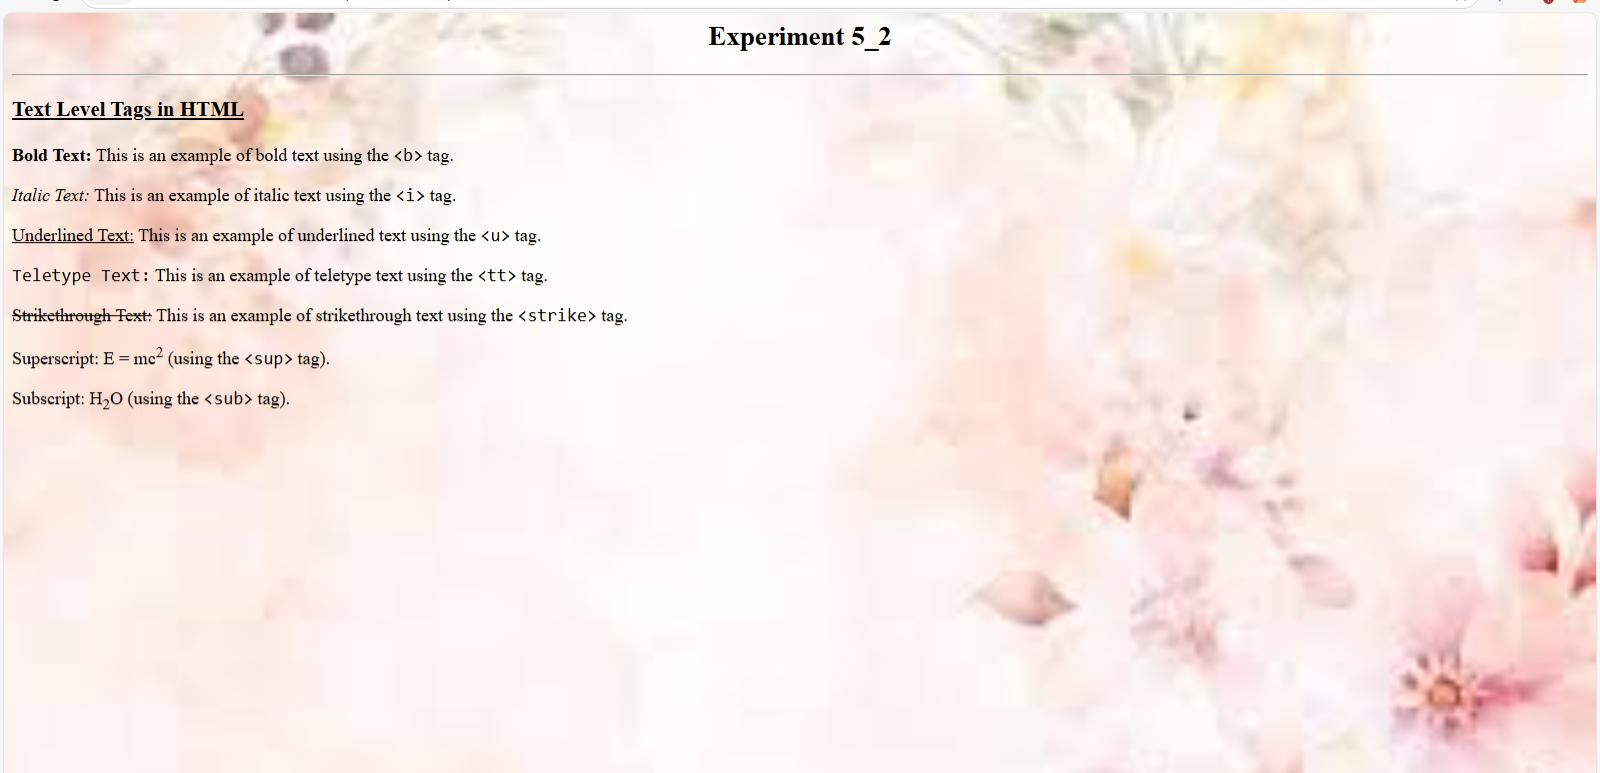 Experiment 5_2
Text Level Tags in HTML
Bold Text: This is an example of bold text using the <b> tag.
Italic Text: This is an example of italic text using the <i> tag.
Underlined Text: This is an example of underlined text using the <u> tag.
Teletype Text: This is an example of teletype text using the <tt> tag.
Strikethrough Text: This is an example of strikethrough text using the <strike> tag.
Superscript: E = mc² (using the <sup> tag).
Subscript: H₂O (using the <sub> tag).